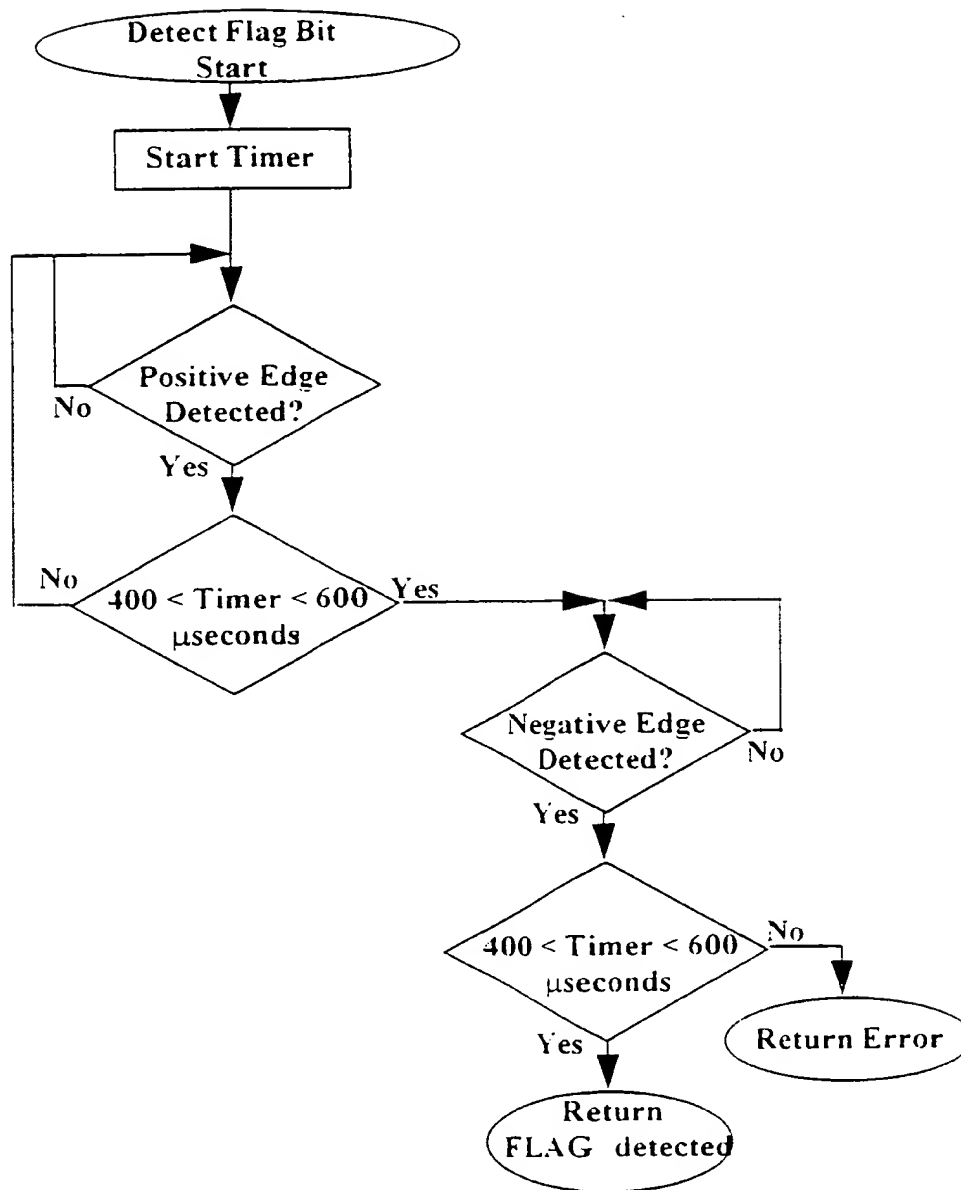 Detect Flag Bit
Start
Start Timer
Positive Edge
Detected?
No
Yes
No
400 < Timer < 600
μseconds
Yes
Negative Edge
Detected?
No
Yes
400 < Timer < 600
μseconds
No
Return Error
Yes
Return
FLAG detected